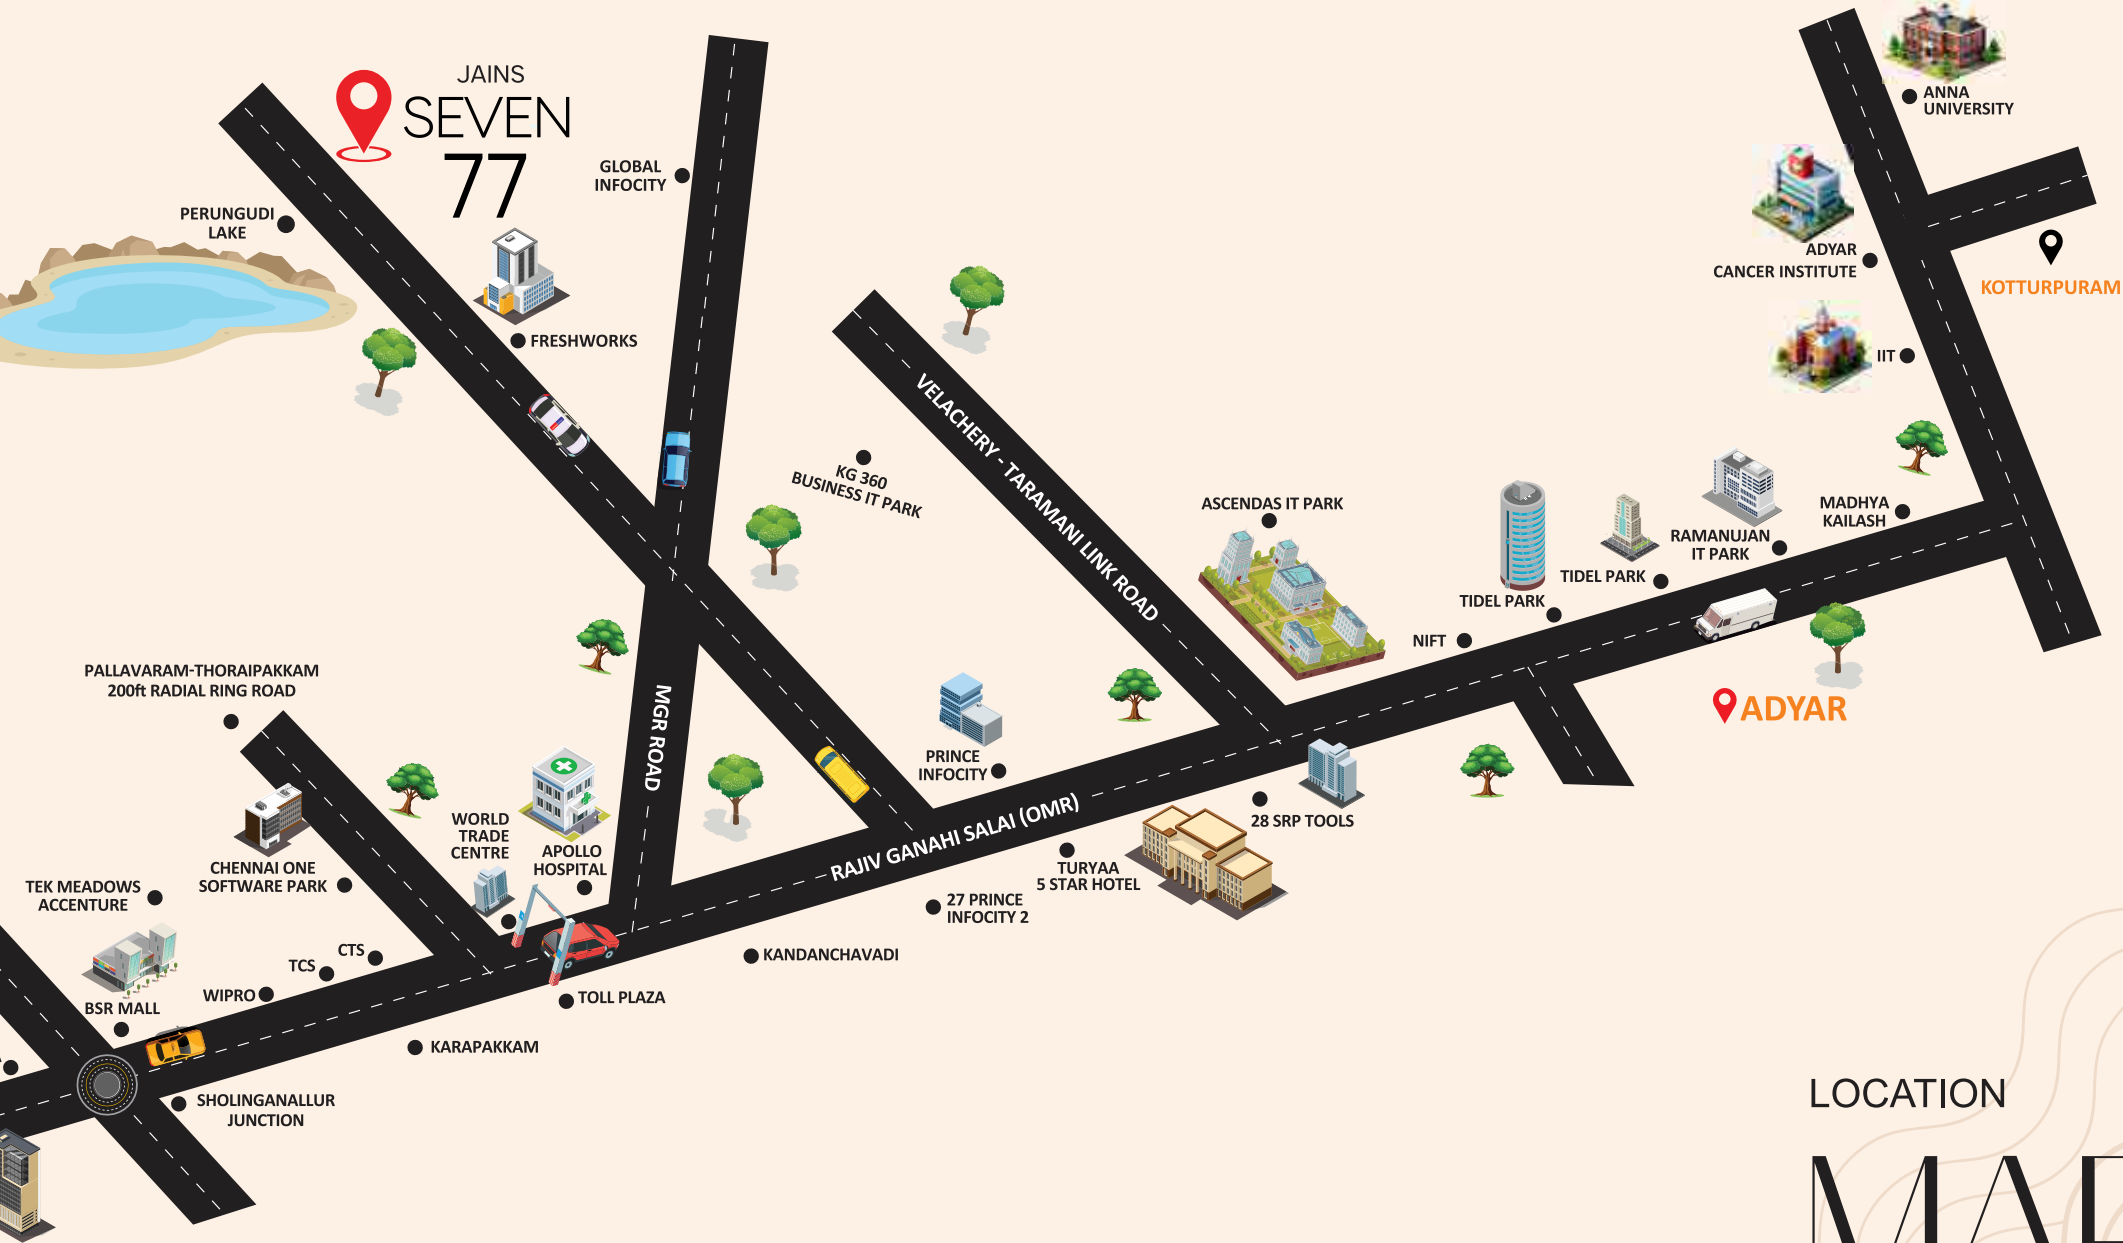 JAINS
SEVEN
77
GLOBAL
INFOCITY
PERUNGUDI
LAKE
FRESHWORKS
ANNA
UNIVERSITY
ADYAR
CANCER INSTITUTE
KOTTURPURAM
IIT
VELACHERY - TARAMANI LINK ROAD
KG 360
BUSINESS IT PARK
ASCENDAS IT PARK
MADHYA
KAILASH
RAMANUJAN
IT PARK
TIDEL PARK
TIDEL PARK
NIFT
ADYAR
PALLAVARAM-THORAIPAKKAM
200ft RADIAL RING ROAD
MGR ROAD
PRINCE
INFOCITY
RAJIV GANAHI SALAI (OMR)
28 SRP TOOLS
TURYAA
5 STAR HOTEL
27 PRINCE
INFOCITY 2
WORLD
TRADE
CENTRE
APOLLO
HOSPITAL
CHENNAI ONE
SOFTWARE PARK
TEK MEADOWS
ACCENTURE
KANDANCHAVADI
CTS
TCS
WIPRO
TOLL PLAZA
BSR MALL
KARAPAKKAM
SHOLINGANALLUR
JUNCTION
LOCATION
MAP